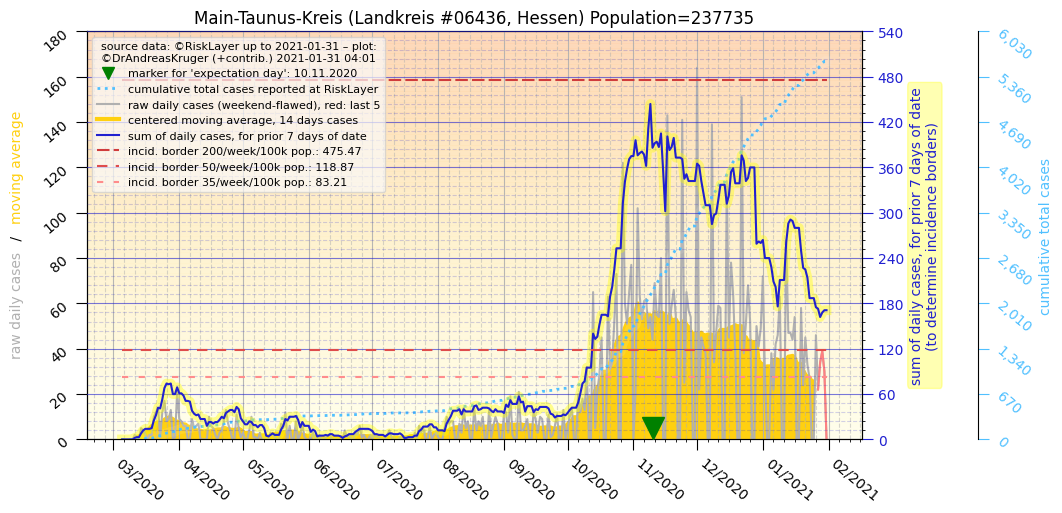 Main-Taunus-Kreis (Landkreis #06436, Hessen) Population=237735
source data: ©RiskLayer up to 2021-01-31 – plot:
©DrAndreasKruger (+contrib.) 2021-01-31 04:01
marker for 'expectation day': 10.11.2020
cumulative total cases reported at RiskLayer
raw daily cases (weekend-flawed), red: last 5
centered moving average, 14 days cases
sum of daily cases, for prior 7 days of date
incid. border 200/week/100k pop.: 475.47
incid. border 50/week/100k pop.: 118.87
incid. border 35/week/100k pop.: 83.21
raw daily cases / moving average
180
160
140
120
100
80
60
40
20
0
03/2020
04/2020
05/2020
06/2020
07/2020
08/2020
09/2020
10/2020
11/2020
12/2020
01/2021
02/2021
540
480
420
360
300
240
180
120
60
0
sum of daily cases, for prior 7 days of date
(to determine incidence borders)
6,030
5,360
4,690
4,020
3,350
2,680
2,010
1,340
670
0
cumulative total cases